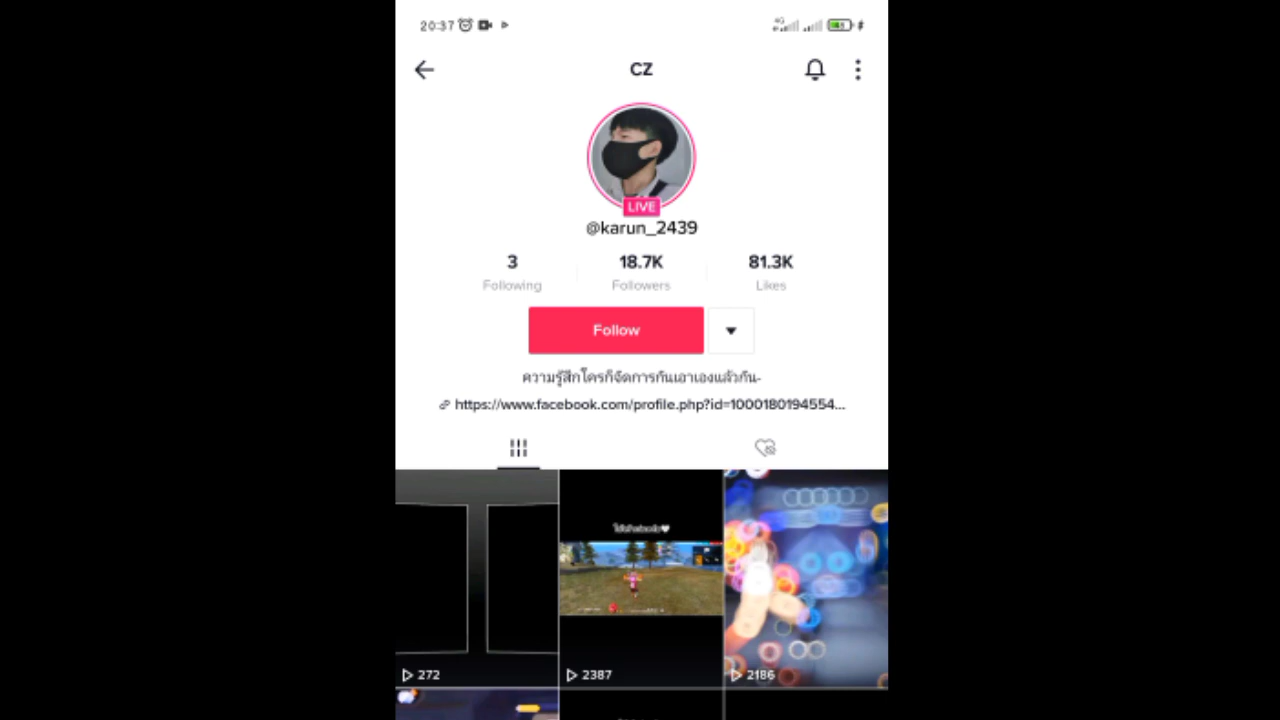 20:37
4G
CZ
LIVE
@karun_2439
3 18.7K 81.3K
Following Followers Likes
Follow
ความรู้สึกใครก็จัดการกันเอาเองแล้วกัน-
https://www.facebook.com/profile.php?id=1000180194554...
272 2387 2186